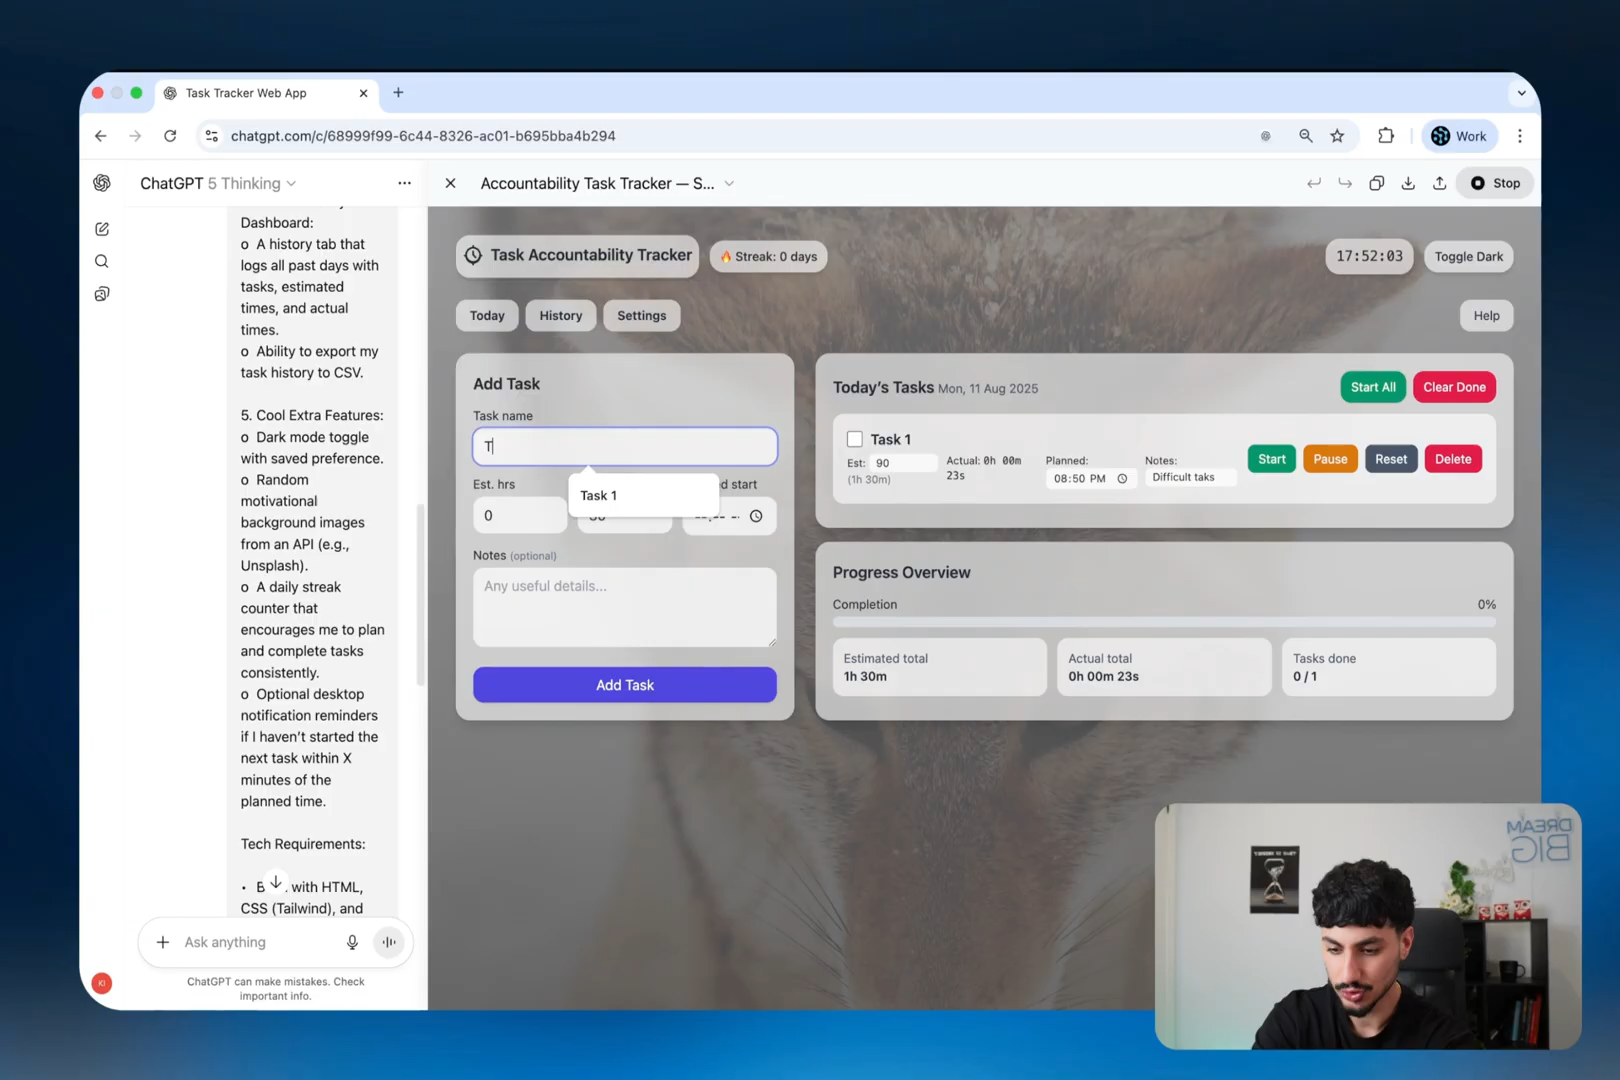 Task Tracker Web App
chatgpt.com/c/68999f99-6c44-8326-ac01-b695bba4b294
Work
ChatGPT 5 Thinking
Accountability Task Tracker — S...
Stop
Dashboard:
o A history tab that
logs all past days with
tasks, estimated
times, and actual
times.
o Ability to export my
task history to CSV.
5. Cool Extra Features:
o Dark mode toggle
with saved preference.
o Random
motivational
background images
from an API (e.g.,
Unsplash).
o A daily streak
counter that
encourages me to plan
and complete tasks
consistently.
o Optional desktop
notification reminders
if I haven't started the
next task within X
minutes of the
planned time.
Tech Requirements:
• with HTML,
CSS (Tailwind), and
Ask anything
ChatGPT can make mistakes. Check
important info.
KI
Task Accountability Tracker
🔥 Streak: 0 days
17:52:03
Toggle Dark
Today
History
Settings
Help
Add Task
Task name
T
Task 1
Est. hrs
d start
0
Notes (optional)
Any useful details...
Add Task
Today's Tasks Mon, 11 Aug 2025
Start All
Clear Done
Task 1
Est: 90
(1h 30m)
Actual: 0h 00m
23s
Planned:
08:50 PM
Notes:
Difficult taks
Start
Pause
Reset
Delete
Progress Overview
Completion
0%
Estimated total
1h 30m
Actual total
0h 00m 23s
Tasks done
0 / 1
DREAM
BIG